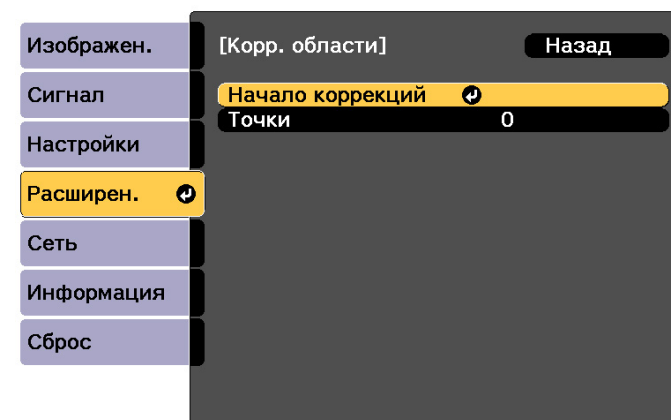 Изображен.
Сигнал
Настройки
Расширен.
Сеть
Информация
Сброс
[Корр. области]
Назад
Начало коррекций
Точки 0